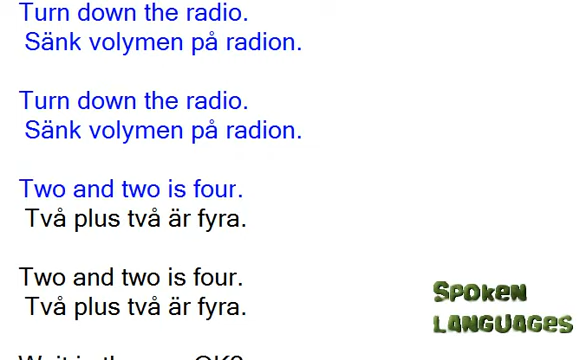 Turn down the radio.
Sänk volymen på radion.
Turn down the radio.
Sänk volymen på radion.
Two and two is four.
Två plus två är fyra.
Two and two is four.
Två plus två är fyra.
SPOKEN
LANGUAGES